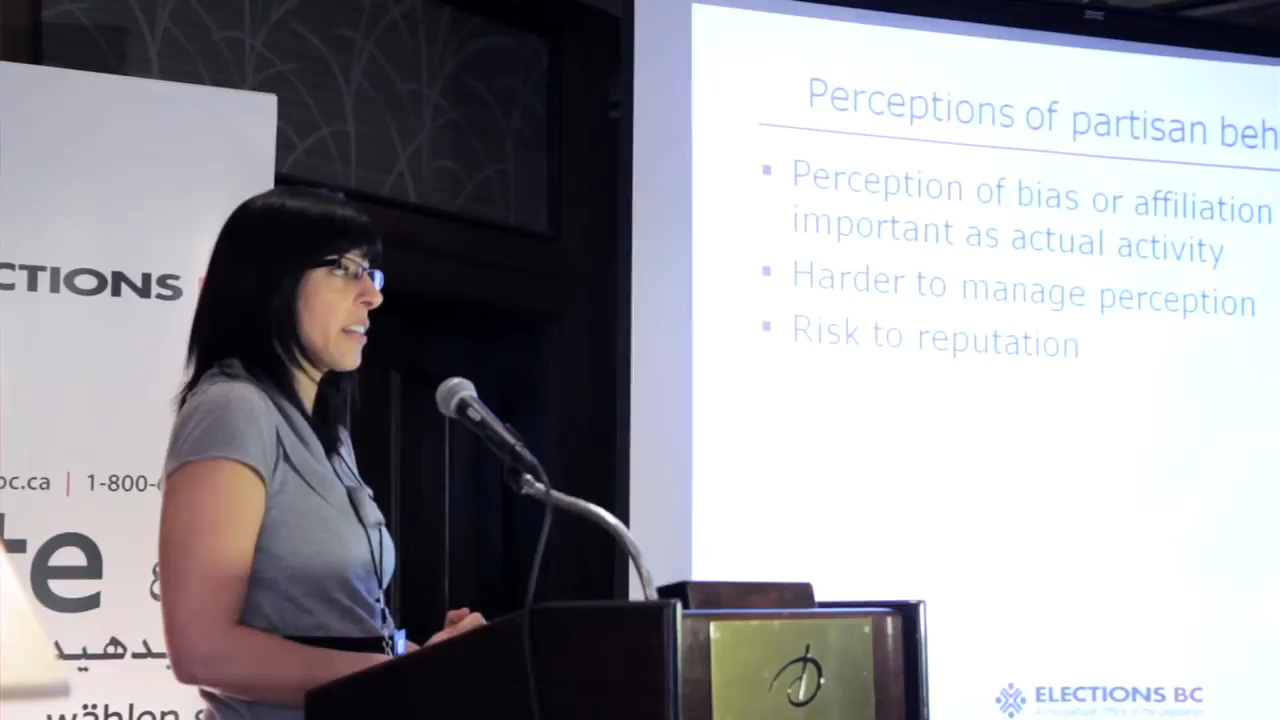 CTIONS
bc.ca | 1-800-
te
دهید
wählen
Perceptions of partisan beh
Perception of bias or affiliation
important as actual activity
Harder to manage perception
Risk to reputation
ELECTIONS BC